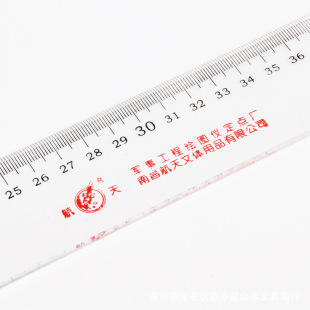 25 26 27 28 29 30 31 32 33 34 35 36
军事工程绘图仪定点厂
南昌航天文体用品有限公司
航 R 天